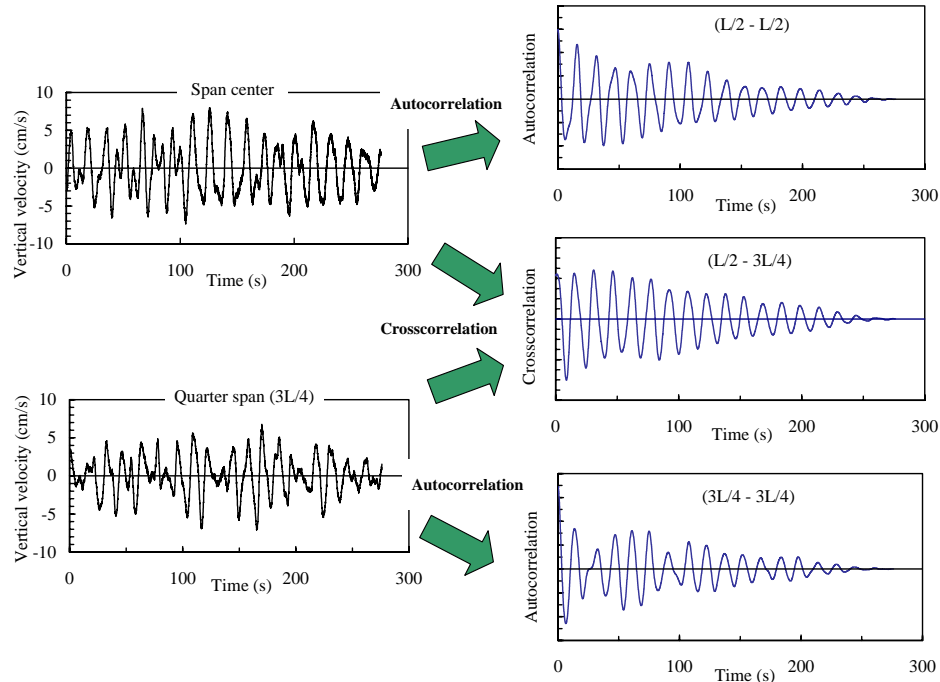 (L/2 - L/2)
Autocorrelation
0
100
200
300
Time (s)
Span center
Vertical velocity (cm/s)
10
5
0
-5
-10
0
100
200
300
Time (s)
Autocorrelation
(L/2 - 3L/4)
Crosscorrelation
0
100
200
300
Time (s)
Crosscorrelation
Quarter span (3L/4)
Vertical velocity (cm/s)
10
5
0
-5
-10
0
100
200
300
Time (s)
Autocorrelation
(3L/4 - 3L/4)
Autocorrelation
0
100
200
300
Time (s)